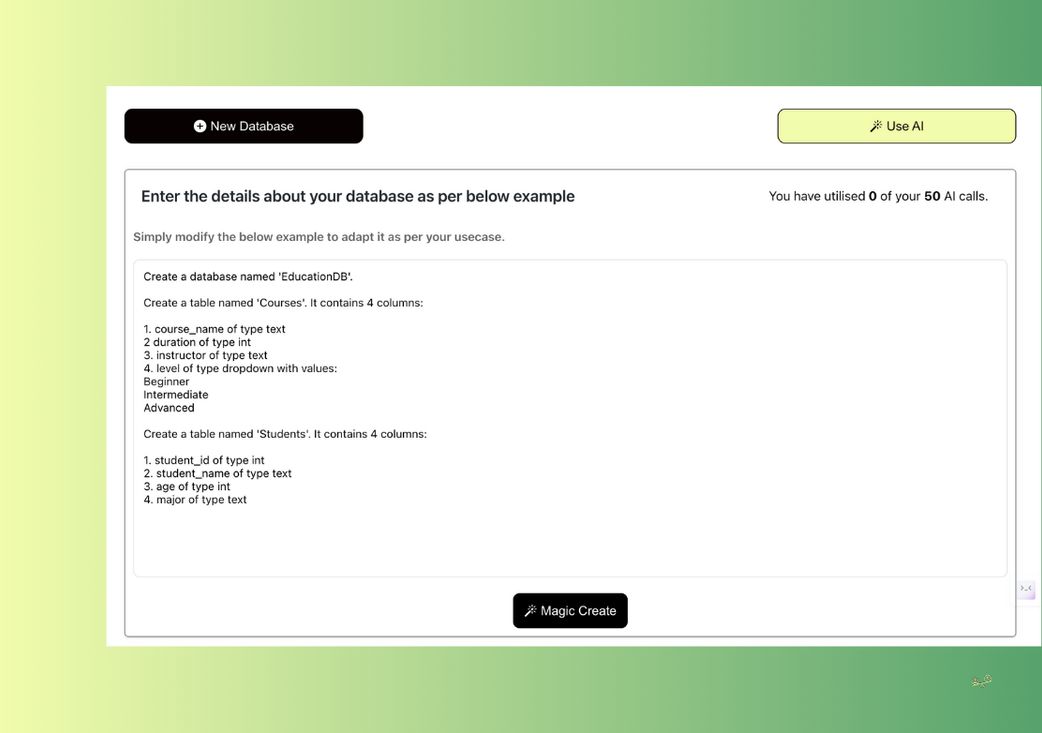 New Database
Use AI
Enter the details about your database as per below example
You have utilised 0 of your 50 AI calls.
Simply modify the below example to adapt it as per your usecase.
Create a database named 'EducationDB'.
Create a table named 'Courses'. It contains 4 columns:
1. course_name of type text
2 duration of type int
3. instructor of type text
4. level of type dropdown with values:
Beginner
Intermediate
Advanced
Create a table named 'Students'. It contains 4 columns:
1. student_id of type int
2. student_name of type text
3. age of type int
4. major of type text
Magic Create